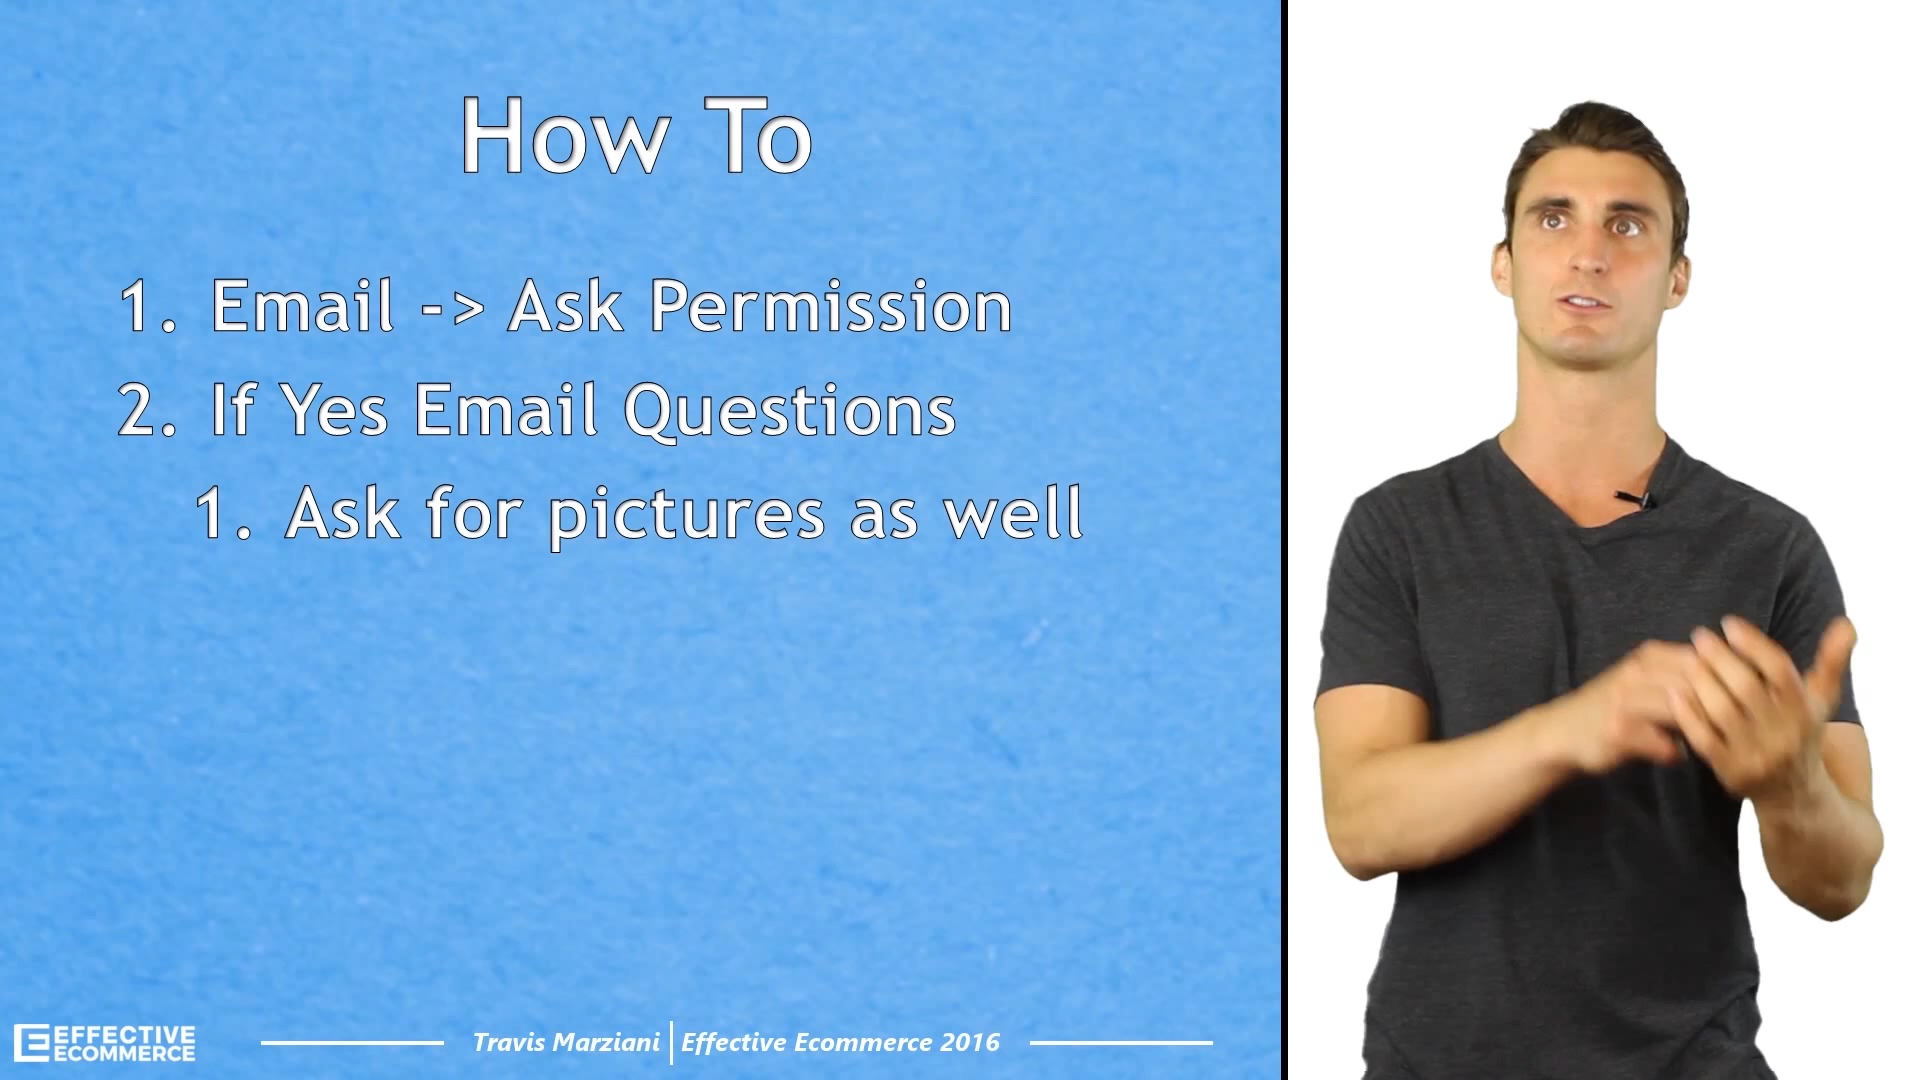 How To
1. Email -> Ask Permission
2. If Yes Email Questions
1. Ask for pictures as well
EFFECTIVE
ECOMMERCE
Travis Marziani | Effective Ecommerce 2016